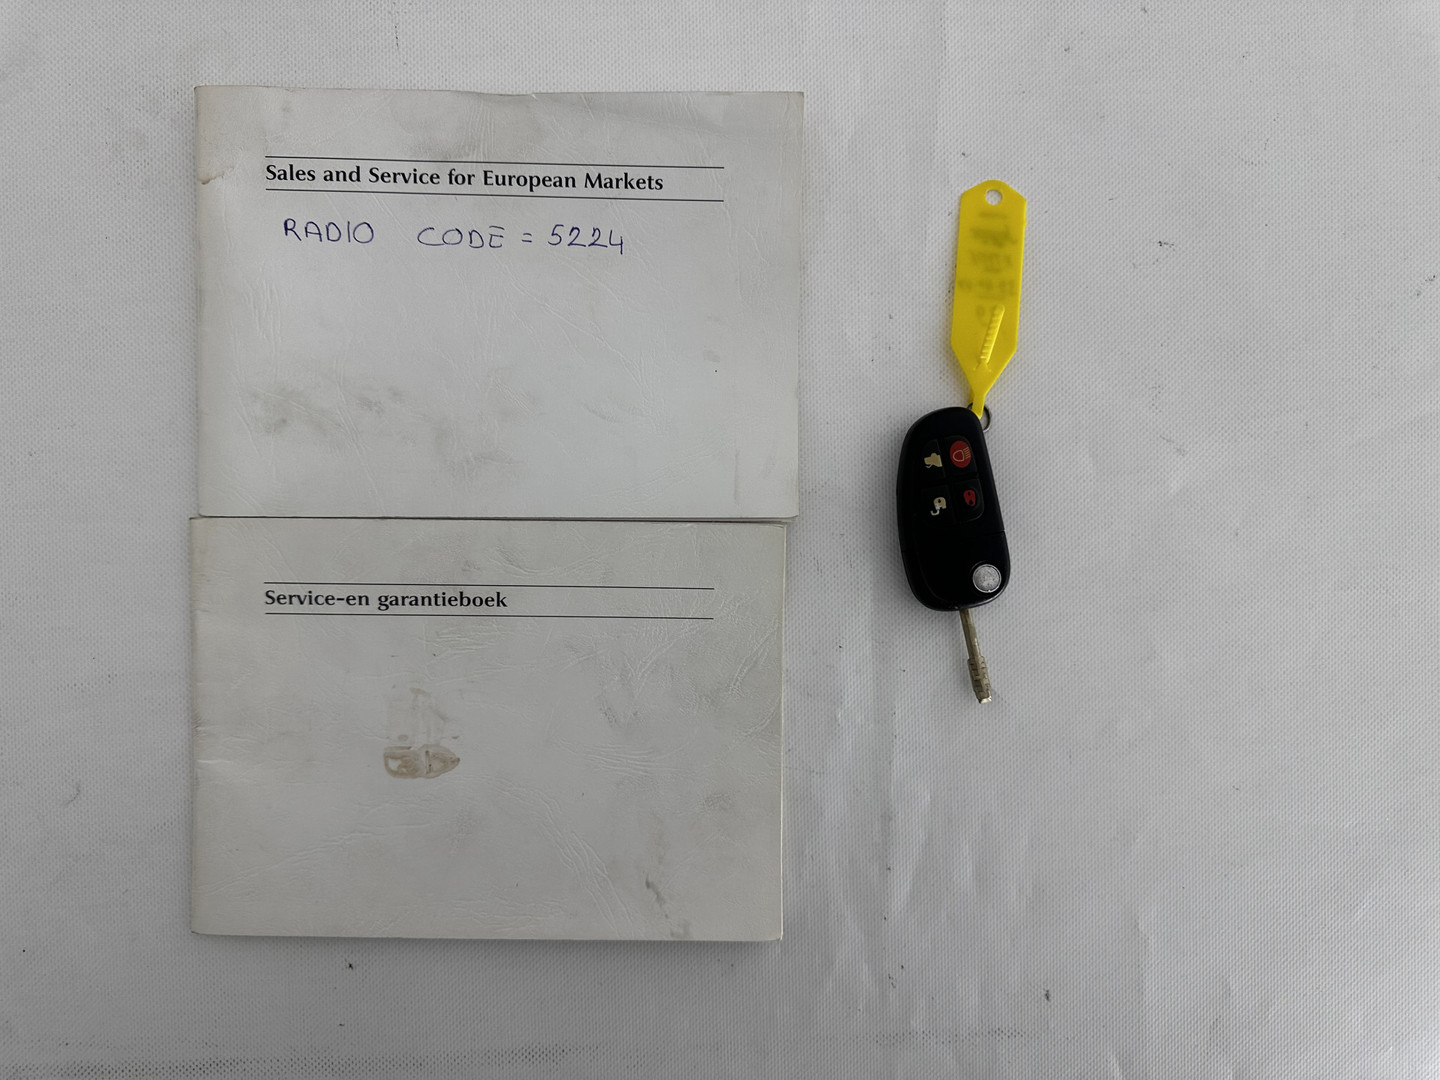 Sales and Service for European Markets
RADIO CODE = 5224
Service-en garantieboek